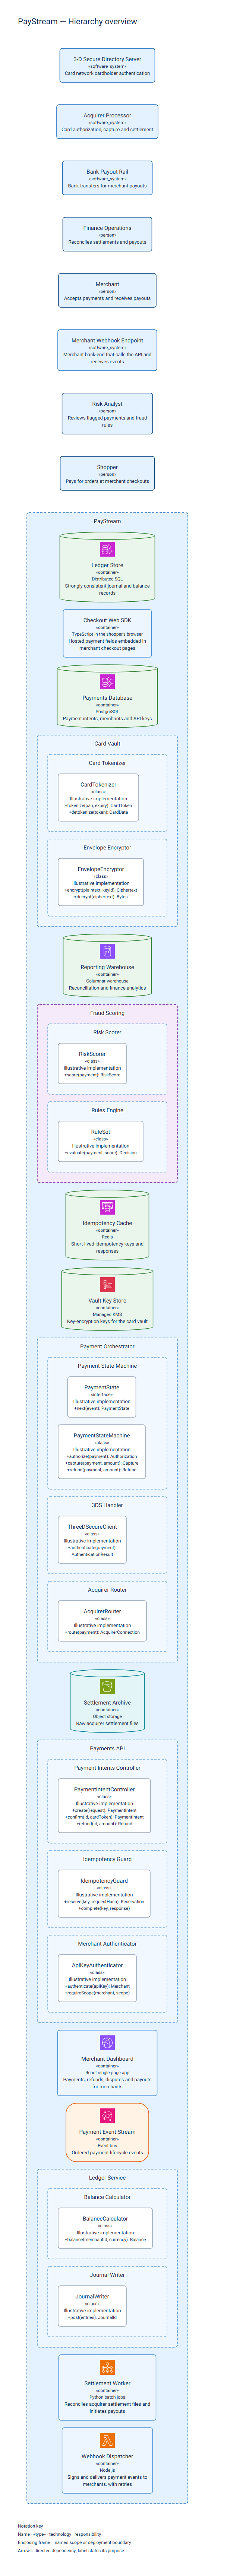 PayStream — Hierarchy overview
3-D Secure Directory Server
«software_system»
Card network cardholder authentication
Acquirer Processor
«software_system»
Card authorization, capture and settlement
Bank Payout Rail
«software_system»
Bank transfers for merchant payouts
Finance Operations
«person»
Reconciles settlements and payouts
Merchant
«person»
Accepts payments and receives payouts
Merchant Webhook Endpoint
«software_system»
Merchant back-end that calls the API and
receives events
Risk Analyst
«person»
Reviews flagged payments and fraud
rules
Shopper
«person»
Pays for orders at merchant checkouts
PayStream
Ledger Store
«container»
Distributed SQL
Strongly consistent journal and balance
records
Checkout Web SDK
«container»
TypeScript in the shopper's browser
Hosted payment fields embedded in
merchant checkout pages
Payments Database
«container»
PostgreSQL
Payment intents, merchants and API keys
Card Vault
Card Tokenizer
CardTokenizer
«class»
Illustrative implementation
+tokenize(pan, expiry): CardToken
+detokenize(token): CardData
Envelope Encryptor
EnvelopeEncryptor
«class»
Illustrative implementation
+encrypt(plaintext, keyId): Ciphertext
+decrypt(ciphertext): Bytes
Reporting Warehouse
«container»
Columnar warehouse
Reconciliation and finance analytics
Fraud Scoring
Risk Scorer
RiskScorer
«class»
Illustrative implementation
+score(payment): RiskScore
Rules Engine
RuleSet
«class»
Illustrative implementation
+evaluate(payment, score): Decision
Idempotency Cache
«container»
Redis
Short-lived idempotency keys and
responses
Vault Key Store
«container»
Managed KMS
Key-encryption keys for the card vault
Payment Orchestrator
Payment State Machine
PaymentState
«interface»
Illustrative implementation
+next(event): PaymentState
PaymentStateMachine
«class»
Illustrative implementation
+authorize(payment): Authorization
+capture(payment, amount): Capture
+refund(payment, amount): Refund
3DS Handler
ThreeDSecureClient
«class»
Illustrative implementation
+authenticate(payment):
AuthenticationResult
Acquirer Router
AcquirerRouter
«class»
Illustrative implementation
+route(payment): AcquirerConnection
Settlement Archive
«container»
Object storage
Raw acquirer settlement files
Payments API
Payment Intents Controller
PaymentIntentController
«class»
Illustrative implementation
+create(request): PaymentIntent
+confirm(id, cardToken): PaymentIntent
+refund(id, amount): Refund
Idempotency Guard
IdempotencyGuard
«class»
Illustrative implementation
+reserve(key, requestHash): Reservation
+complete(key, response)
Merchant Authenticator
ApiKeyAuthenticator
«class»
Illustrative implementation
+authenticate(apiKey): Merchant
+requireScope(merchant, scope)
Merchant Dashboard
«container»
React single-page app
Payments, refunds, disputes and payouts
for merchants
Payment Event Stream
«container»
Event bus
Ordered payment lifecycle events
Ledger Service
Balance Calculator
BalanceCalculator
«class»
Illustrative implementation
+balance(merchantId, currency): Balance
Journal Writer
JournalWriter
«class»
Illustrative implementation
+post(entries): JournalId
Settlement Worker
«container»
Python batch jobs
Reconciles acquirer settlement files and
initiates payouts
Webhook Dispatcher
«container»
Node.js
Signs and delivers payment events to
merchants, with retries
Notation key
Name · «type» · technology · responsibility
Enclosing frame = named scope or deployment boundary
Arrow = directed dependency; label states its purpose